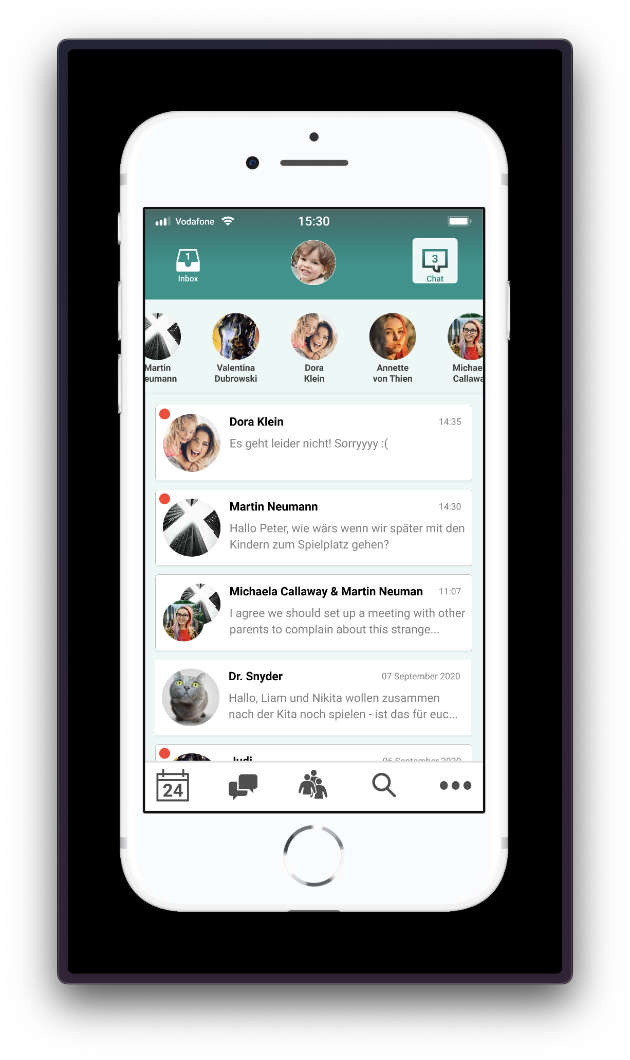 Vodafone 15:30
1
Inbox
3
Chat
Martin
eumann
Valentina
Dubrowski
Dora
Klein
Annette
von Thien
Michae
Callawa
Dora Klein 14:35
Es geht leider nicht! Sorryyyy :(
Martin Neumann 14:30
Hallo Peter, wie wärs wenn wir später mit den
Kindern zum Spielplatz gehen?
Michaela Callaway & Martin Neuman 11:07
I agree we should set up a meeting with other
parents to complain about this strange...
Dr. Snyder 07 September 2020
Hallo, Liam und Nikita wollen zusammen
nach der Kita noch spielen - ist das für euc...
Judi 06 September 2020
24